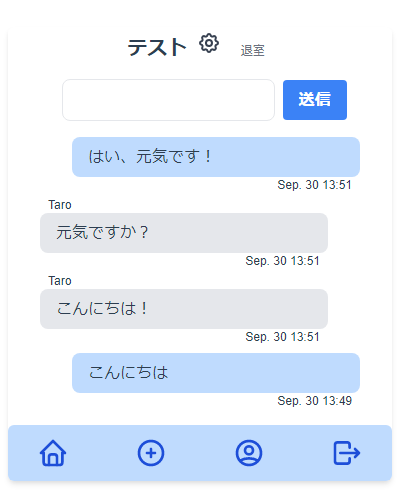 テスト 退室
送信
はい、元気です！
Sep. 30 13:51
Taro
元気ですか？
Sep. 30 13:51
Taro
こんにちは！
Sep. 30 13:51
こんにちは
Sep. 30 13:49